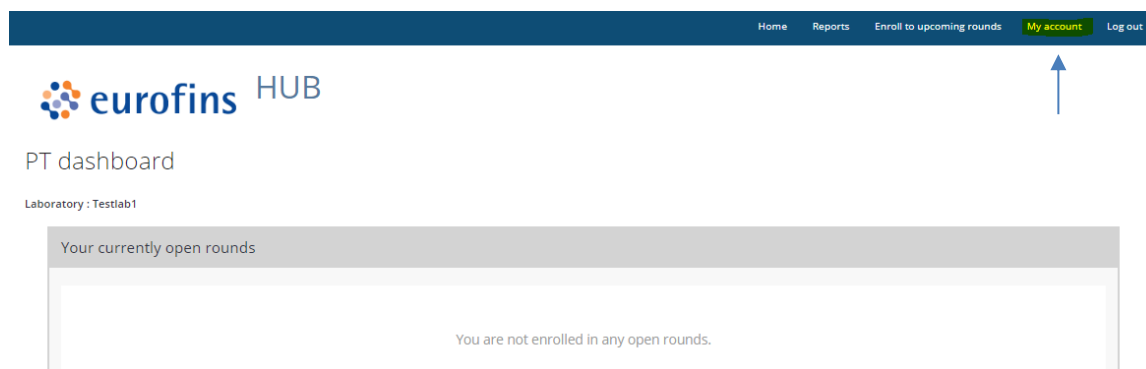 Home Reports Enroll to upcoming rounds My account Log out
eurofins HUB
PT dashboard
Laboratory : Testlab1
Your currently open rounds
You are not enrolled in any open rounds.